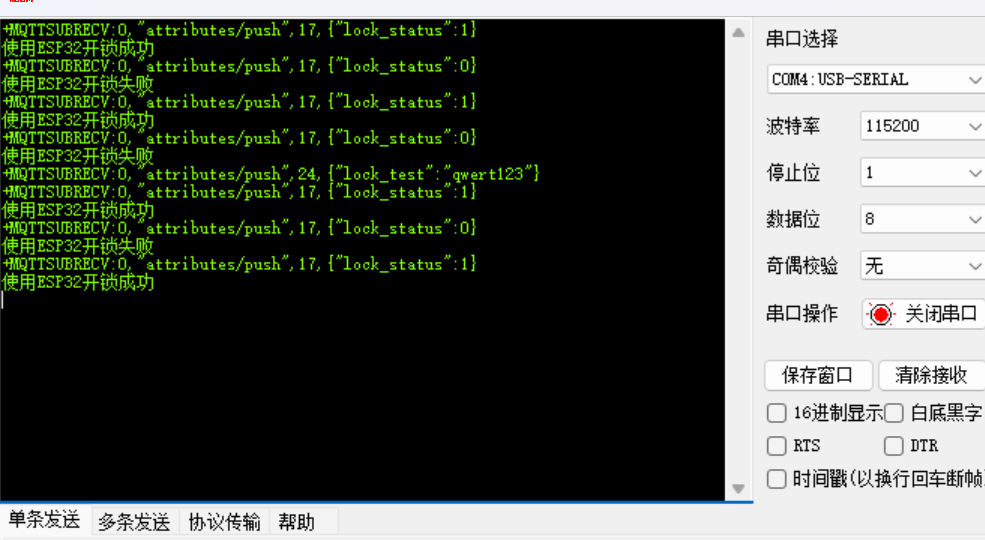 +MQTTSUBRECV:0,"attributes/push",17,{"lock_status":1}
使用ESP32开锁成功
+MQTTSUBRECV:0,"attributes/push",17,{"lock_status":0}
使用ESP32开锁失败
+MQTTSUBRECV:0,"attributes/push",17,{"lock_status":1}
使用ESP32开锁成功
+MQTTSUBRECV:0,"attributes/push",17,{"lock_status":0}
使用ESP32开锁失败
+MQTTSUBRECV:0,"attributes/push",24,{"lock_test":"qwert123"}
+MQTTSUBRECV:0,"attributes/push",17,{"lock_status":1}
使用ESP32开锁成功
+MQTTSUBRECV:0,"attributes/push",17,{"lock_status":0}
使用ESP32开锁失败
+MQTTSUBRECV:0,"attributes/push",17,{"lock_status":1}
使用ESP32开锁成功
串口选择
COM4:USB-SERIAL
波特率 115200
停止位 1
数据位 8
奇偶校验 无
串口操作 关闭串口
保存窗口 清除接收
16进制显示 白底黑字
RTS DTR
时间戳(以换行回车断帧
单条发送 多条发送 协议传输 帮助